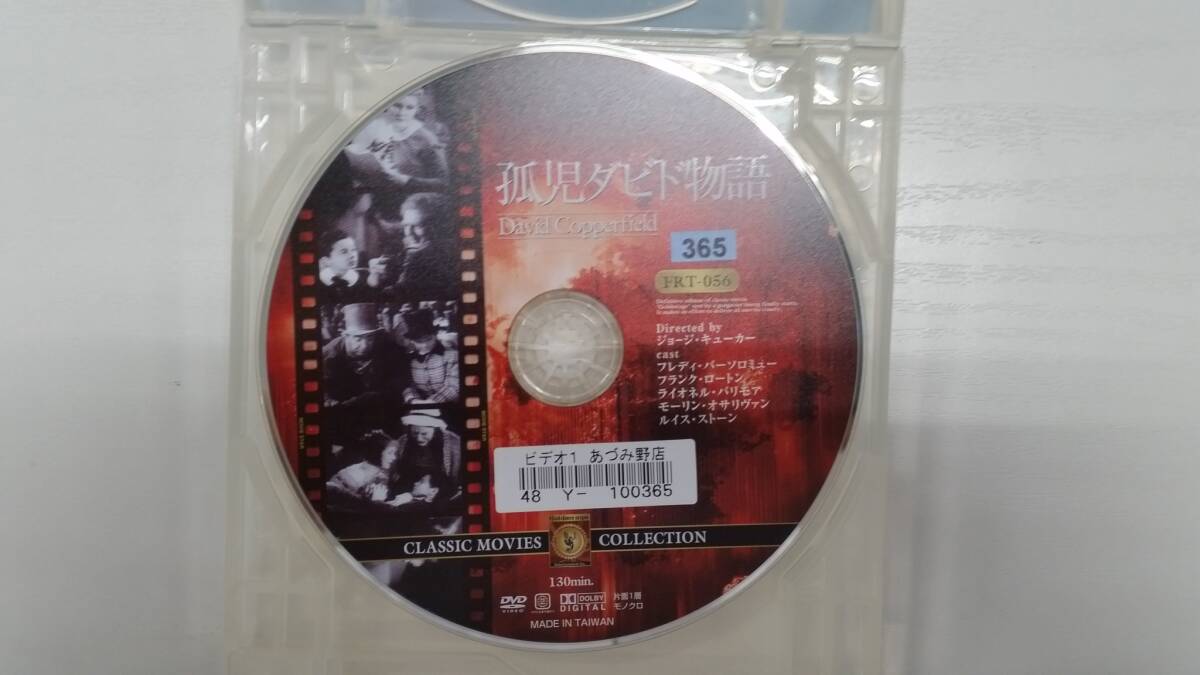 孤児ダビド物語
David Copperfield
365
FRT-056
Directed by
ジョージ・キューカー
cast
フレディ・バーソロミュー
フランク・ロートン
ライオネル・バリモア
モーリン・オサリヴァン
ルイス・ストーン
ビデオ1 あづみ野店
48 Y- 100365
CLASSIC MOVIES COLLECTION
130min.
DVD VIDEO DOLBY DIGITAL 片面1層 モノクロ
MADE IN TAIWAN